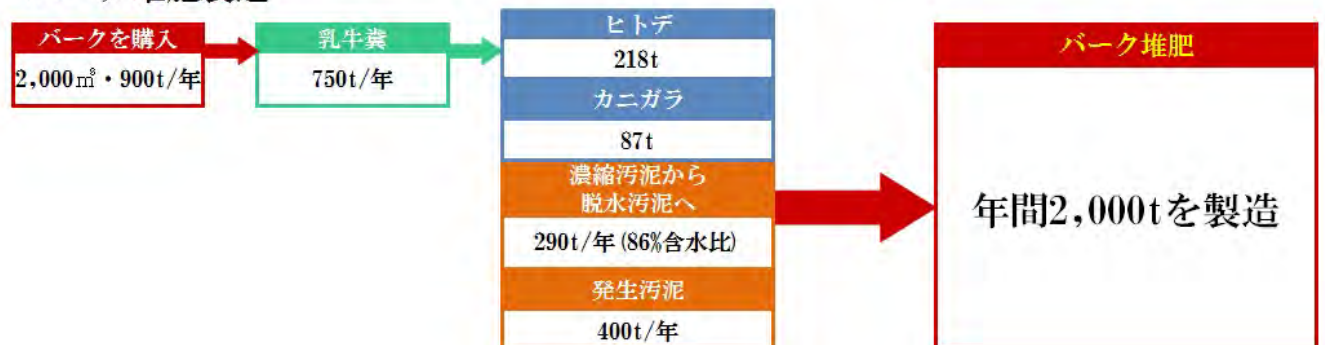 バークを購入
2,000㎥・900t/年
乳牛糞
750t/年
ヒトデ
218t
カニガラ
87t
濃縮汚泥から
脱水汚泥へ
290t/年(86%含水比)
発生汚泥
400t/年
バーク堆肥
年間2,000tを製造